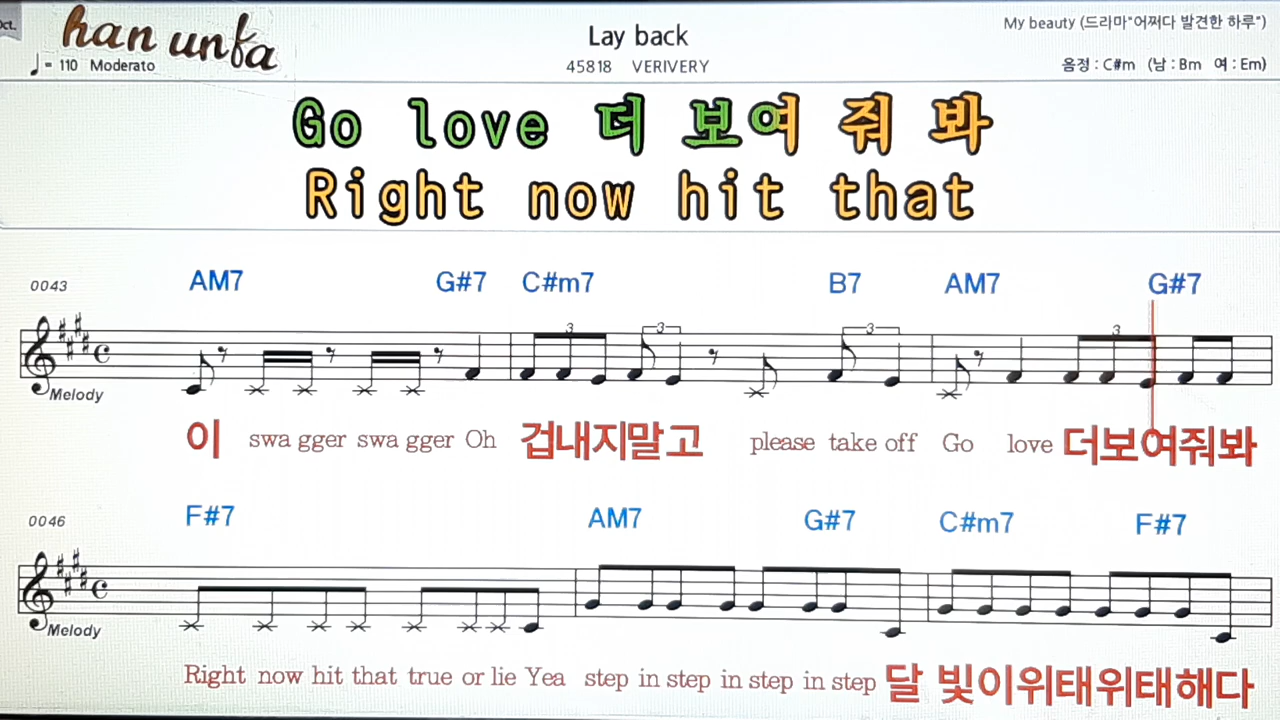 Oct.
han unfa
♩= 110 Moderato
Lay back
45818 VERIVERY
My beauty (드라마"어쩌다 발견한 하루")
음정 : C#m (남 : Bm 여 : Em)
Go love 더 보여 줘 봐
Right now hit that
0043
AM7 G#7 C#m7 B7 AM7 G#7
3 3 3 3
Melody
이 swa gger swa gger Oh 겁내지말고 please take off Go love 더보여줘봐
0046
F#7 AM7 G#7 C#m7 F#7
Melody
Right now hit that true or lie Yea step in step in step in step 달 빛이위태위태해다